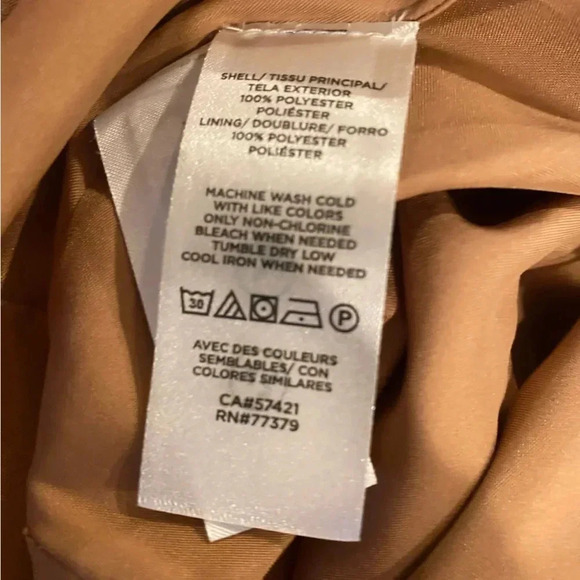 SHELL/ TISSU PRINCIPAL/
TELA EXTERIOR
100% POLYESTER
POLIÉSTER
LINING/ DOUBLURE/ FORRO
100% POLYESTER
POLIÉSTER
MACHINE WASH COLD
WITH LIKE COLORS
ONLY NON-CHLORINE
BLEACH WHEN NEEDED
TUMBLE DRY LOW
COOL IRON WHEN NEEDED
30 P
AVEC DES COULEURS
SEMBLABLES/ CON
COLORES SIMILARES
CA#57421
RN#77379